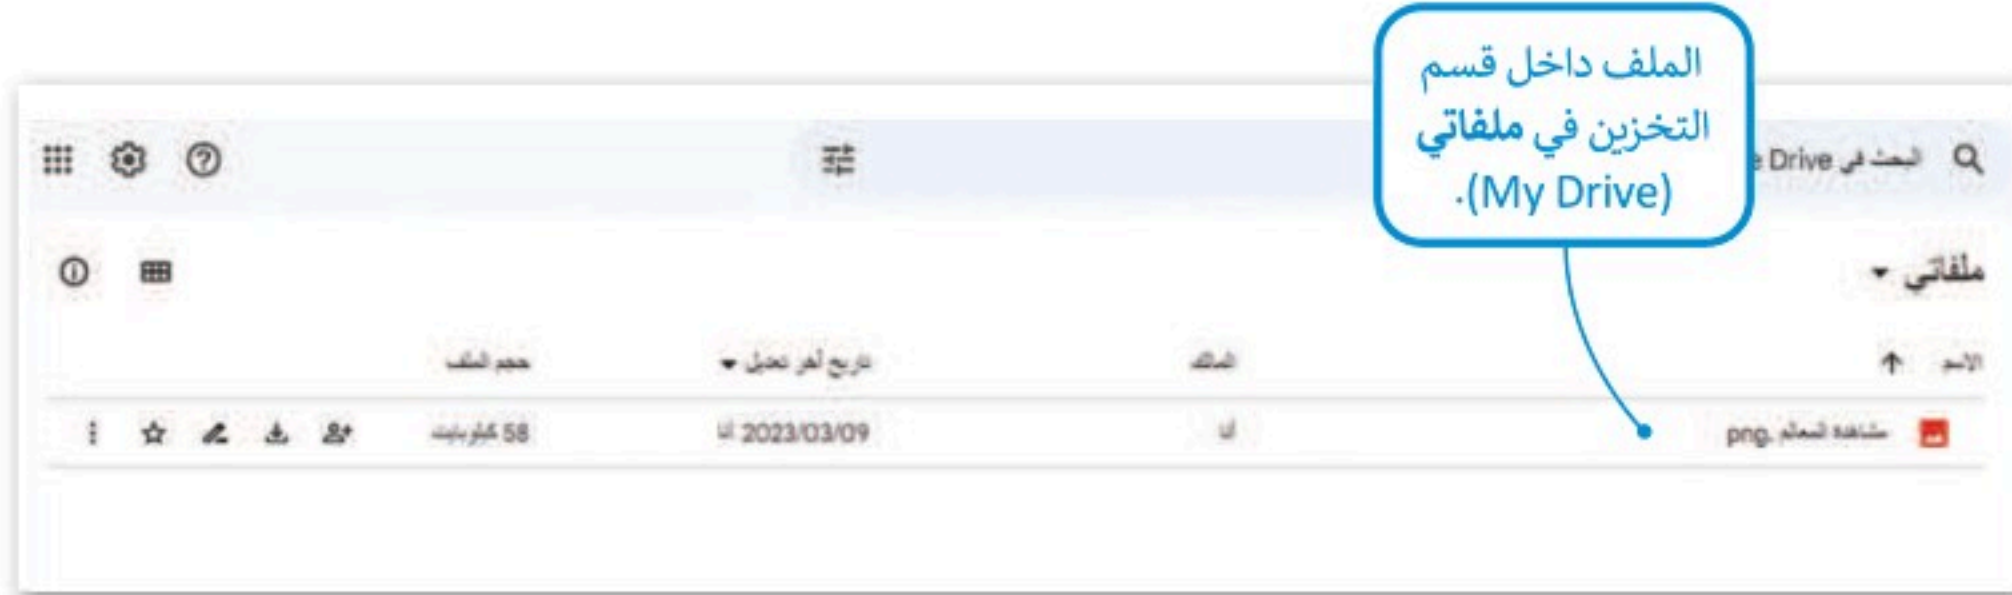 الملف داخل قسم
التخزين في ملفاتي
(My Drive).
البحث في e Drive
ملفاتي
الاسم
المالك
تاريخ آخر تعديل
حجم الملف
مشاهدة المعالم .png
أنا
2023/03/09 أنا
58 كيلوبايت